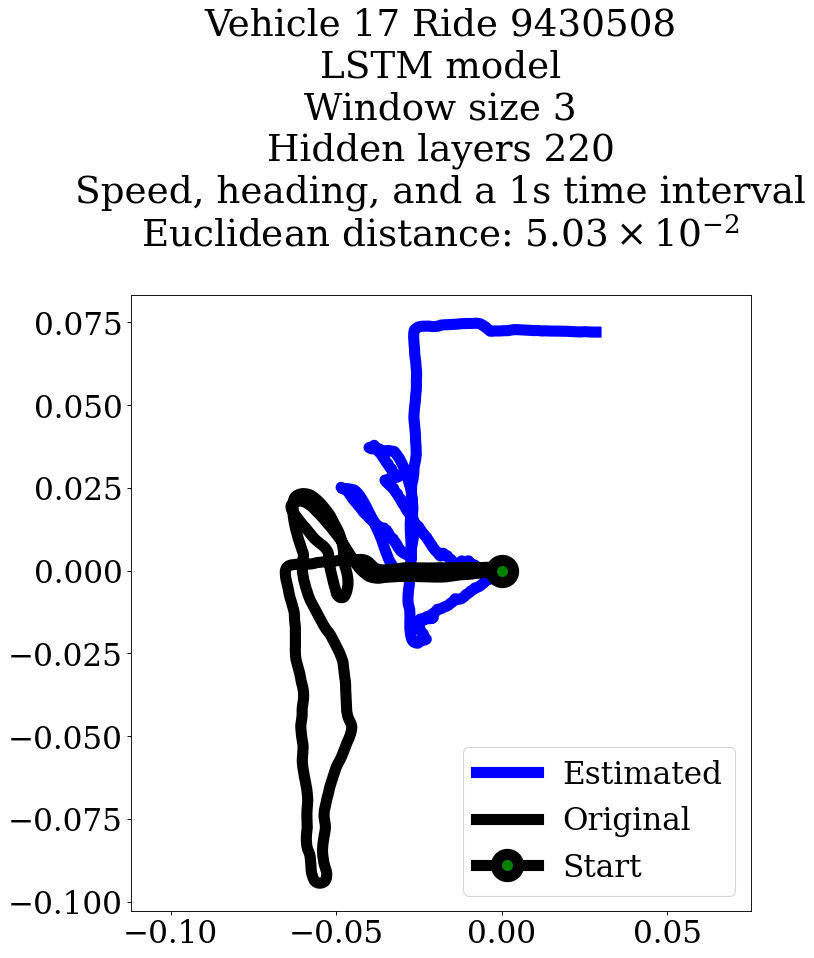 Vehicle 17 Ride 9430508
LSTM model
Window size 3
Hidden layers 220
Speed, heading, and a 1s time interval
Euclidean distance: 5.03 × 10⁻²
0.075
0.050
0.025
0.000
−0.025
−0.050
−0.075
−0.100
Estimated
Original
Start
−0.10
−0.05
0.00
0.05